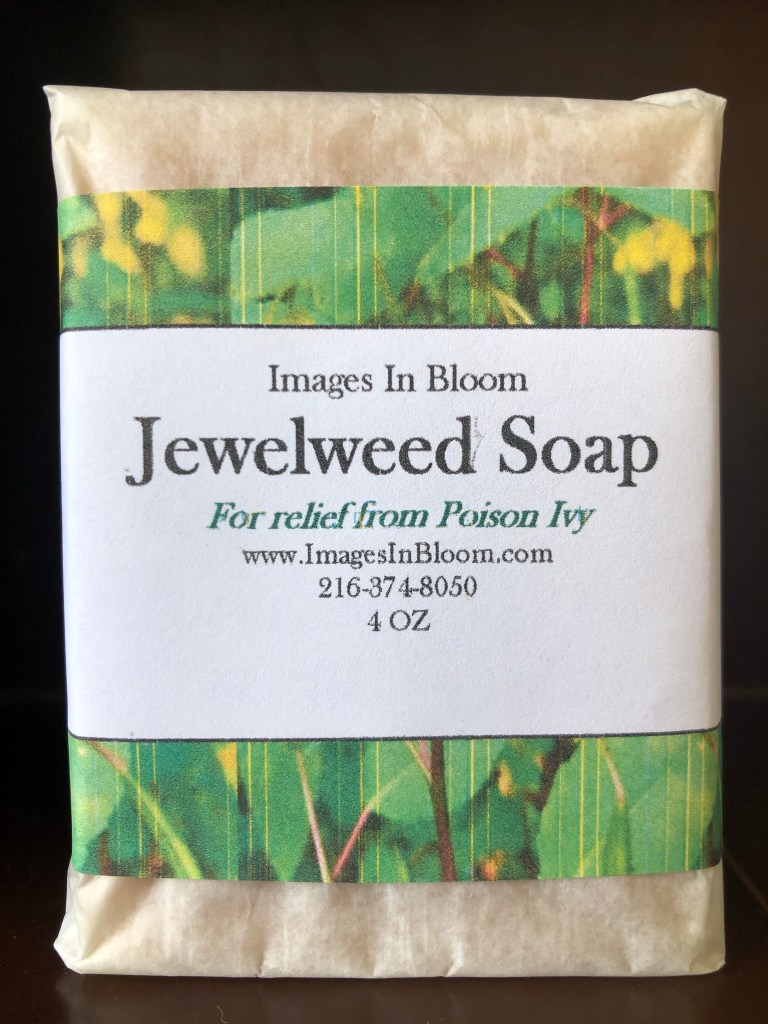 Images In Bloom
Jewelweed Soap
For relief from Poison Ivy
www.ImagesInBloom.com
216-374-8050
4 OZ